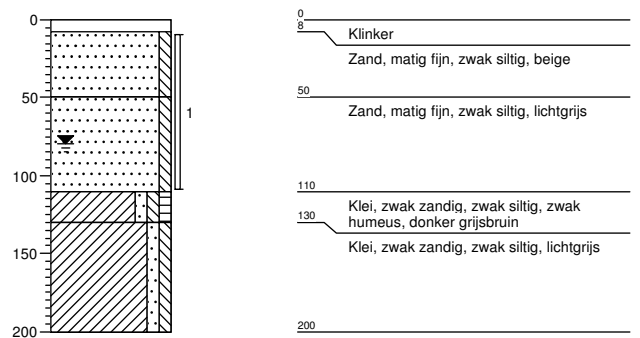 0
50
100
150
200
1
0
8
Klinker
Zand, matig fijn, zwak siltig, beige
50
Zand, matig fijn, zwak siltig, lichtgrijs
110
Klei, zwak zandig, zwak siltig, zwak
humeus, donker grijsbruin
130
Klei, zwak zandig, zwak siltig, lichtgrijs
200